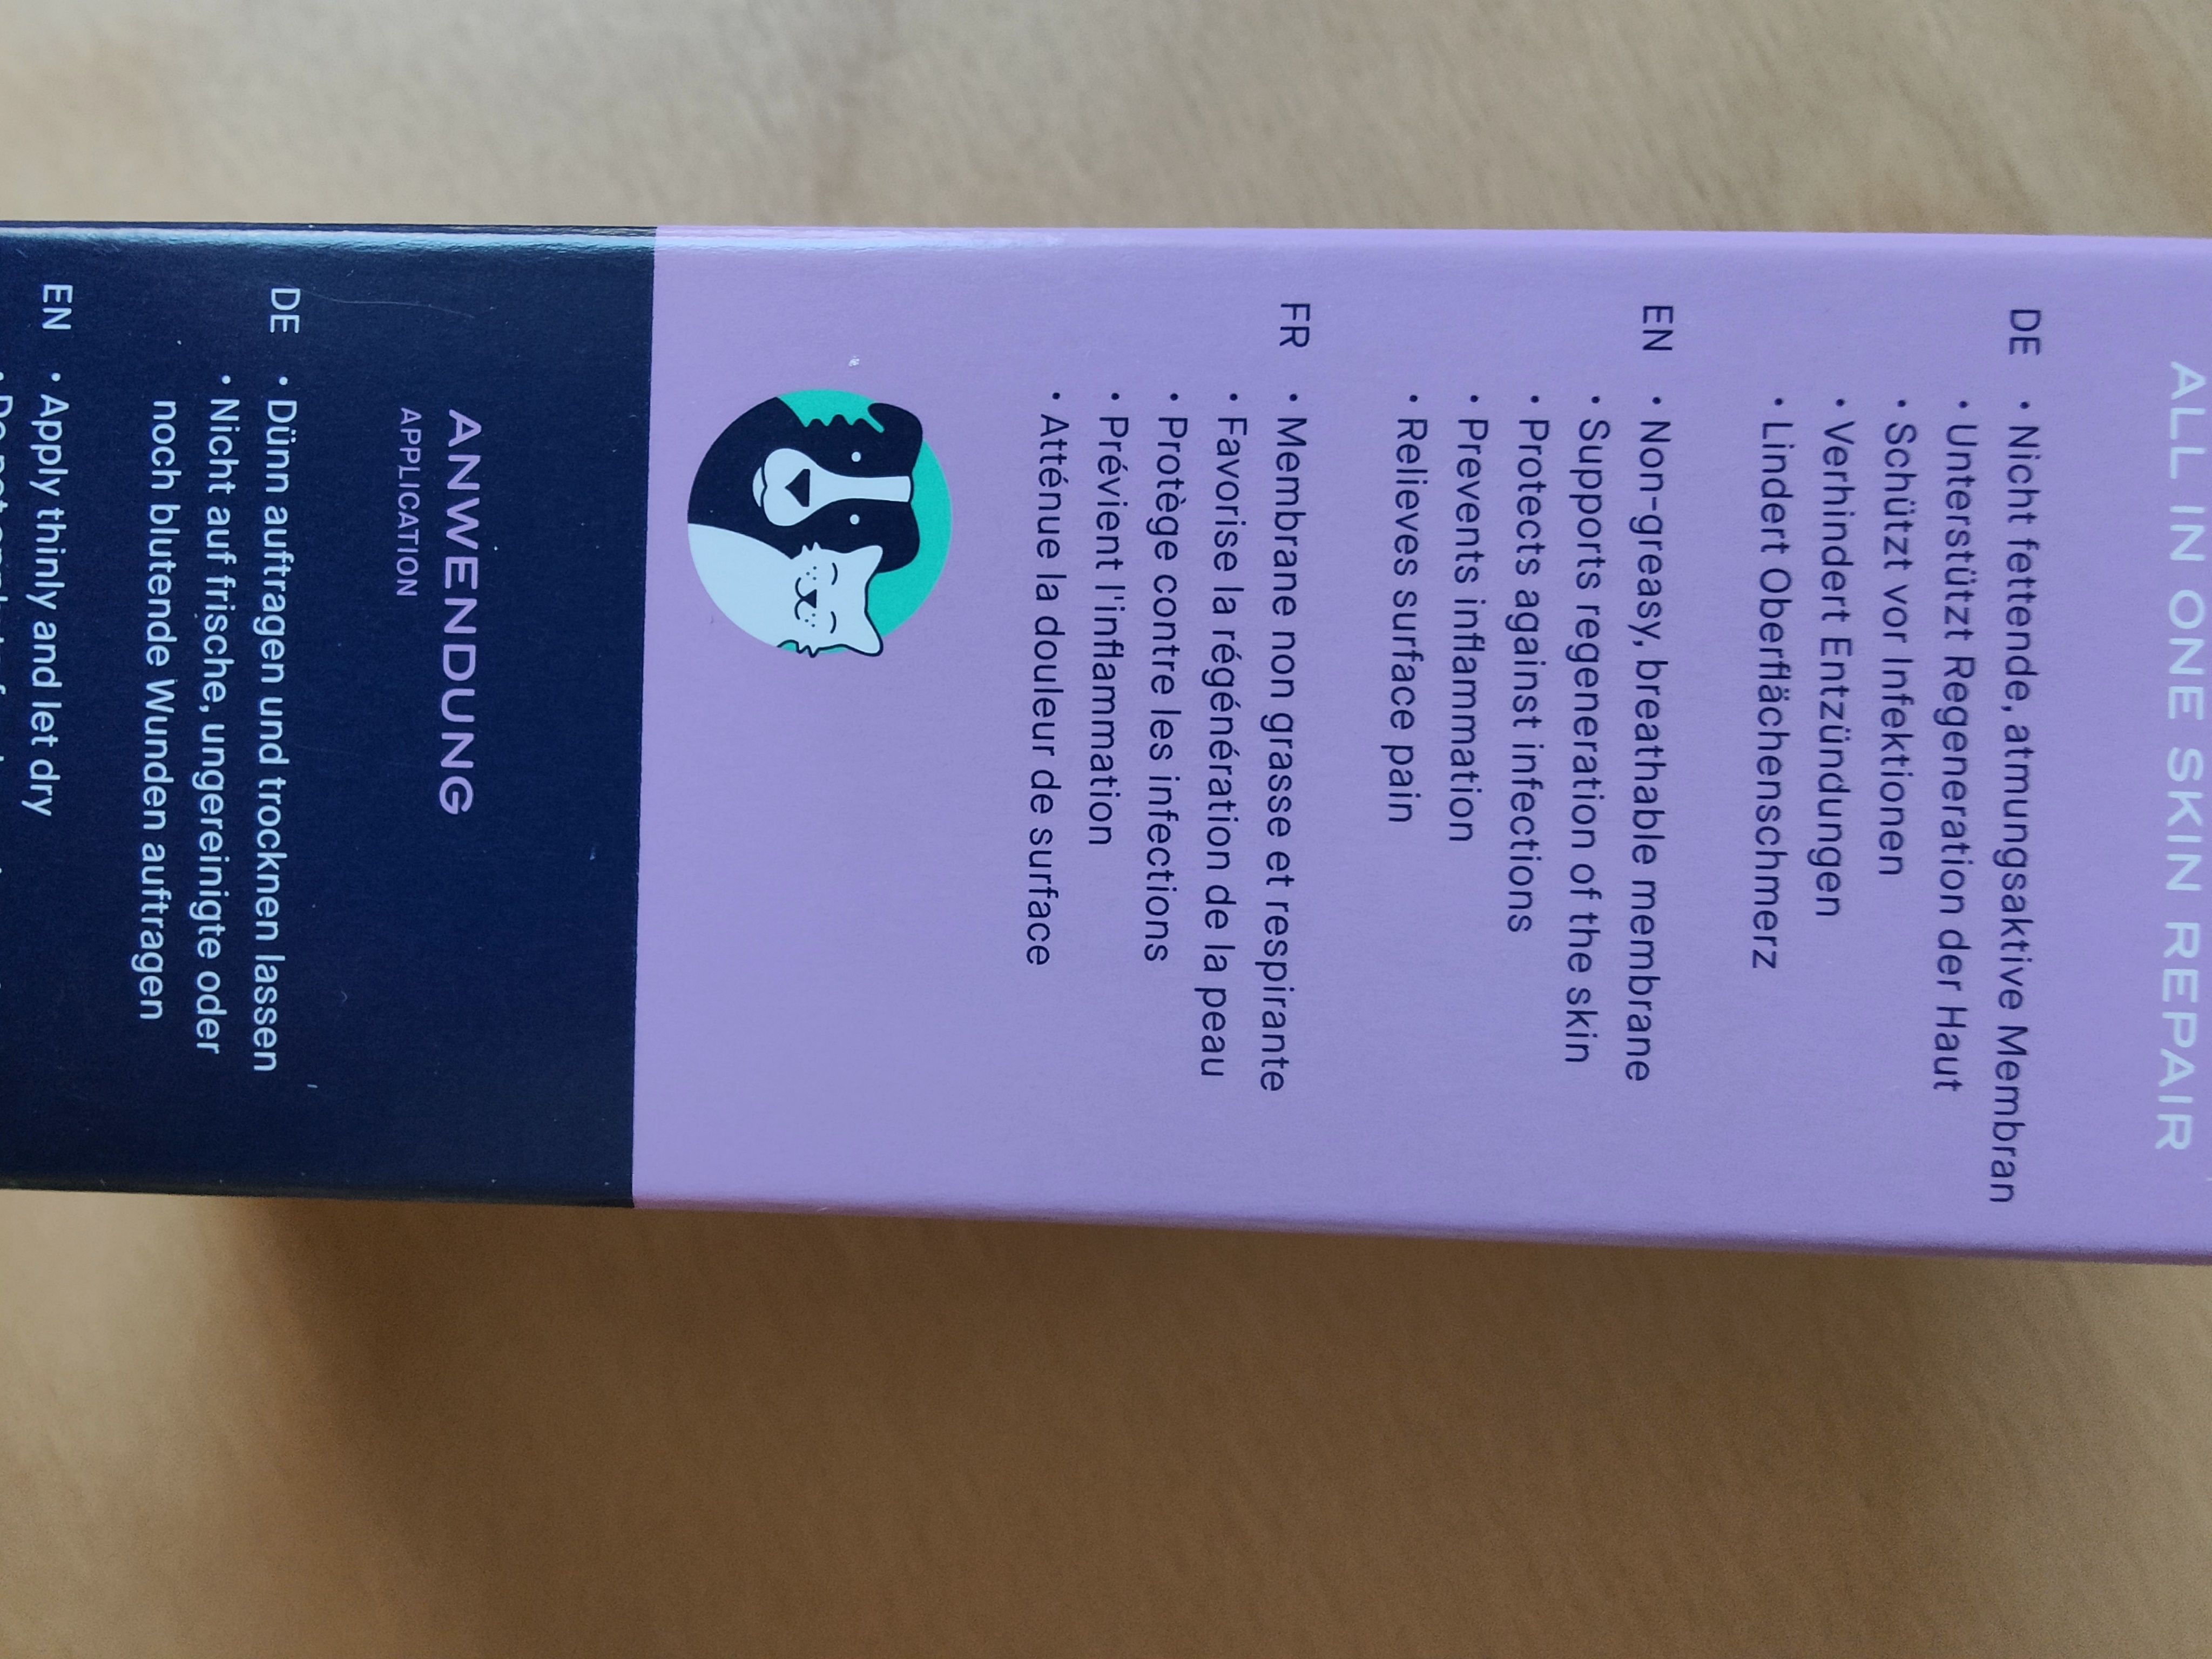 ALL IN ONE SKIN REPAIR
DE • Nicht fettende, atmungsaktive Membran
• Unterstützt Regeneration der Haut
• Schützt vor Infektionen
• Verhindert Entzündungen
• Lindert Oberflächenschmerz
EN • Non-greasy, breathable membrane
• Supports regeneration of the skin
• Protects against infections
• Prevents inflammation
• Relieves surface pain
FR • Membrane non grasse et respirante
• Favorise la régénération de la peau
• Protège contre les infections
• Prévient l'inflammation
• Atténue la douleur de surface
ANWENDUNG
APPLICATION
DE • Dünn auftragen und trocknen lassen
• Nicht auf frische, ungereinigte oder
noch blutende Wunden auftragen
EN • Apply thinly and let dry